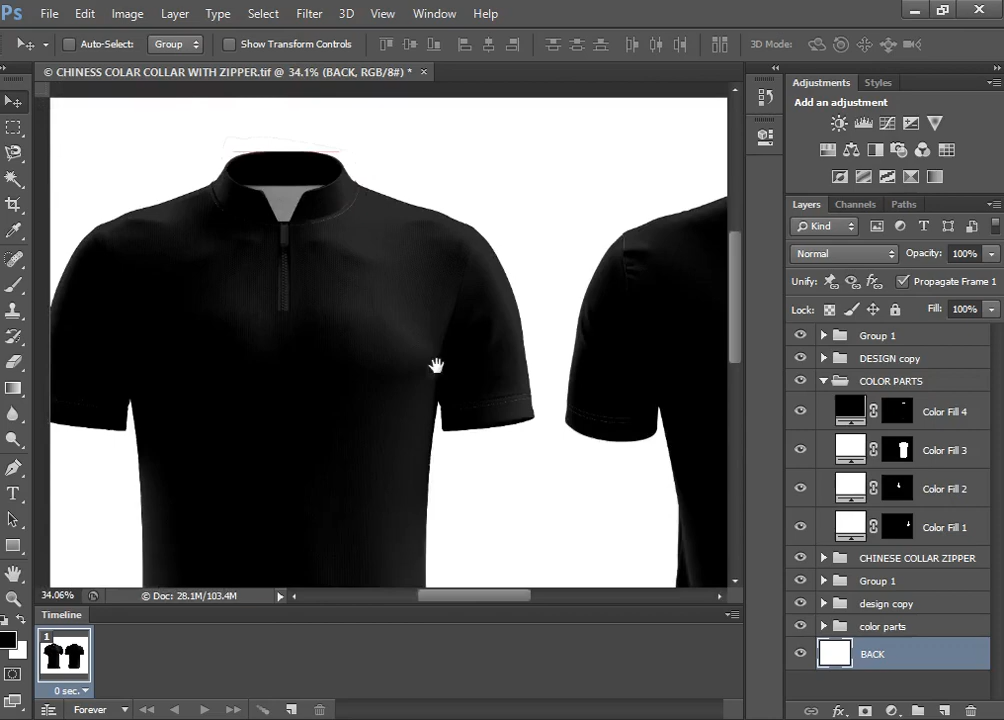 Ps File Edit Image Layer Type Select Filter 3D View Window Help
Auto-Select: Group Show Transform Controls 3D Mode:
© CHINESS COLAR COLLAR WITH ZIPPER.tif @ 34.1% (BACK, RGB/8#) * ×
Adjustments Styles
Add an adjustment
Layers Channels Paths
Kind
Normal Opacity: 100%
Unify: Propagate Frame 1
Lock: Fill: 100%
Group 1
DESIGN copy
COLOR PARTS
Color Fill 4
Color Fill 3
Color Fill 2
Color Fill 1
CHINESE COLLAR ZIPPER
Group 1
design copy
color parts
BACK
34.06% © Doc: 28.1M/103.4M
Timeline
1
0 sec.
Forever